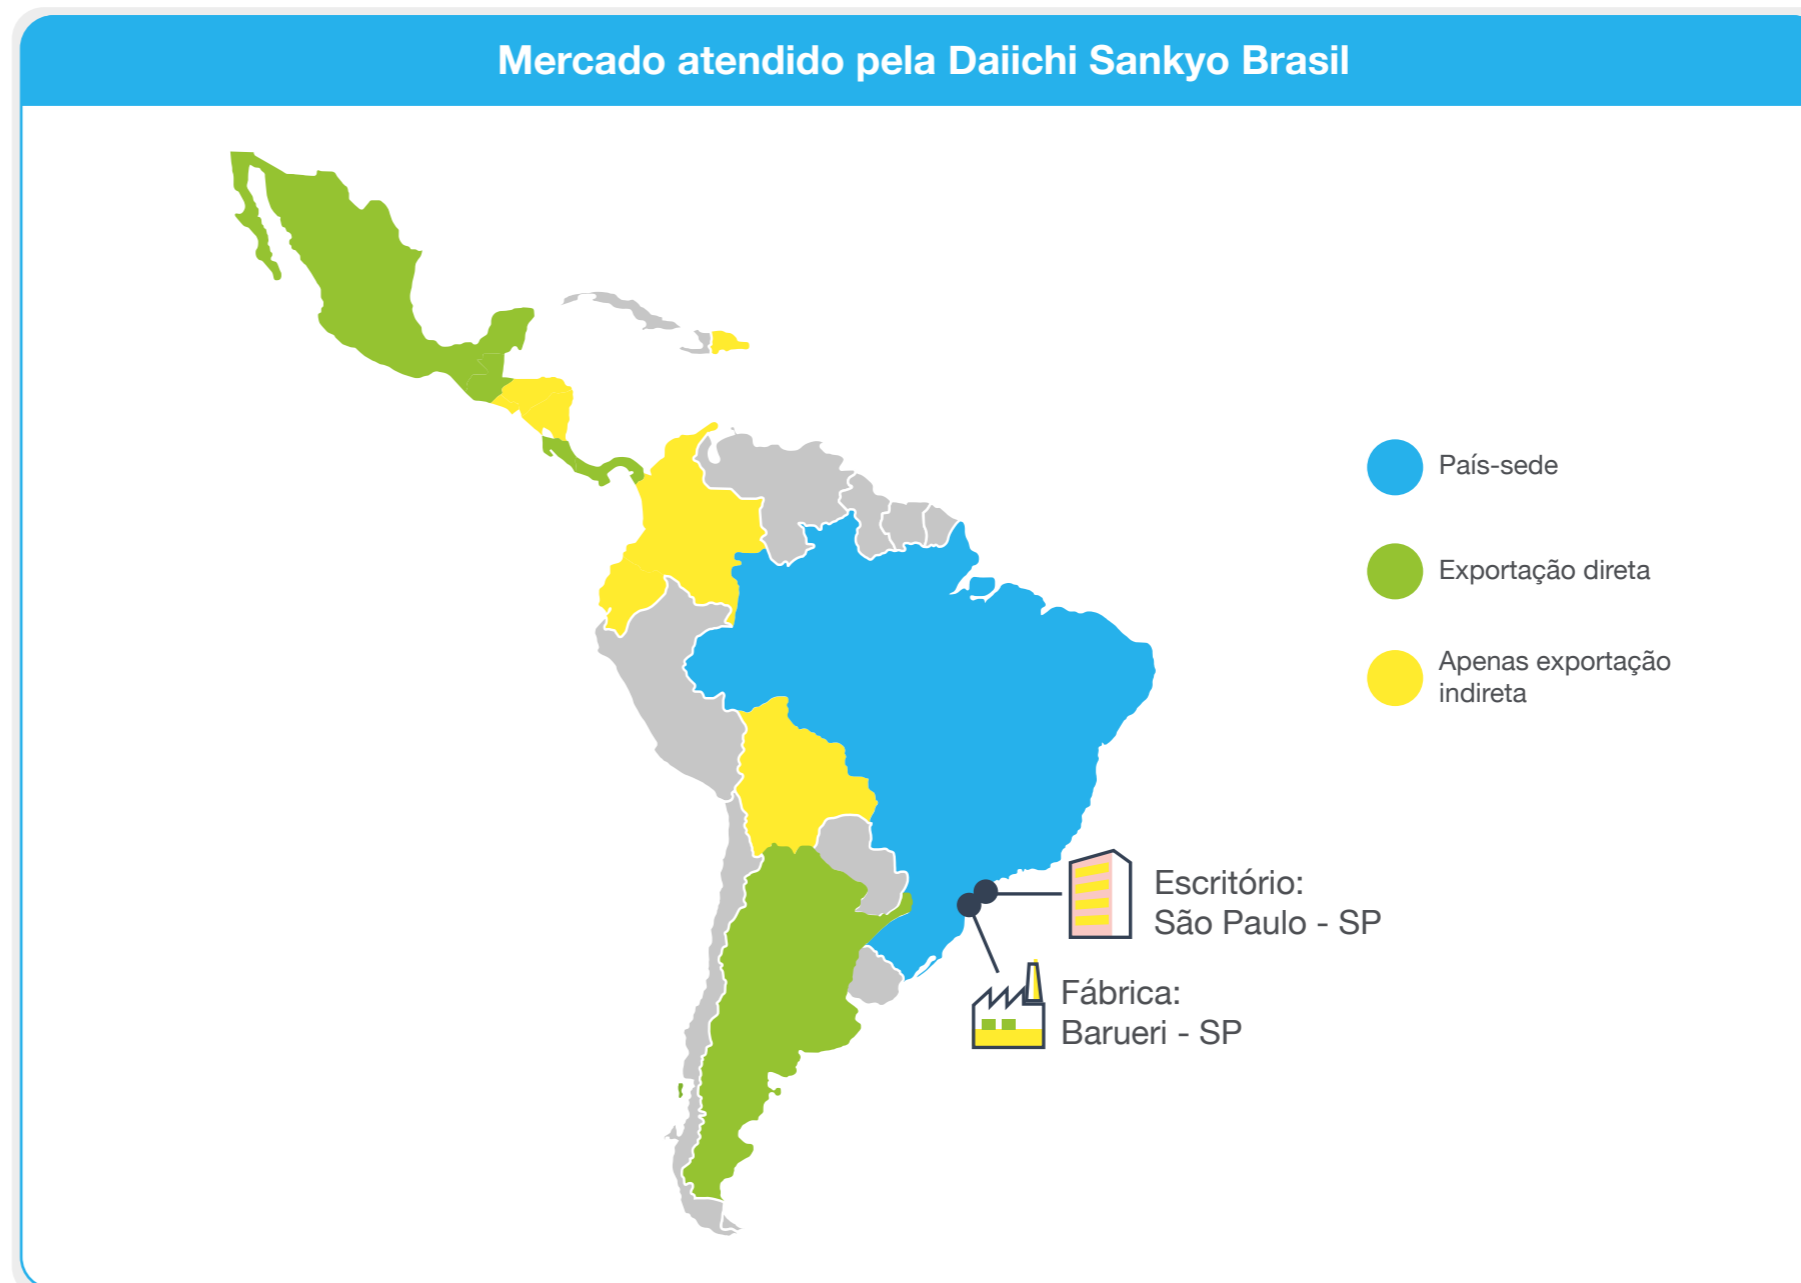 Mercado atendido pela Daiichi Sankyo Brasil
País-sede
Exportação direta
Apenas exportação
indireta
Escritório:
São Paulo - SP
Fábrica:
Barueri - SP